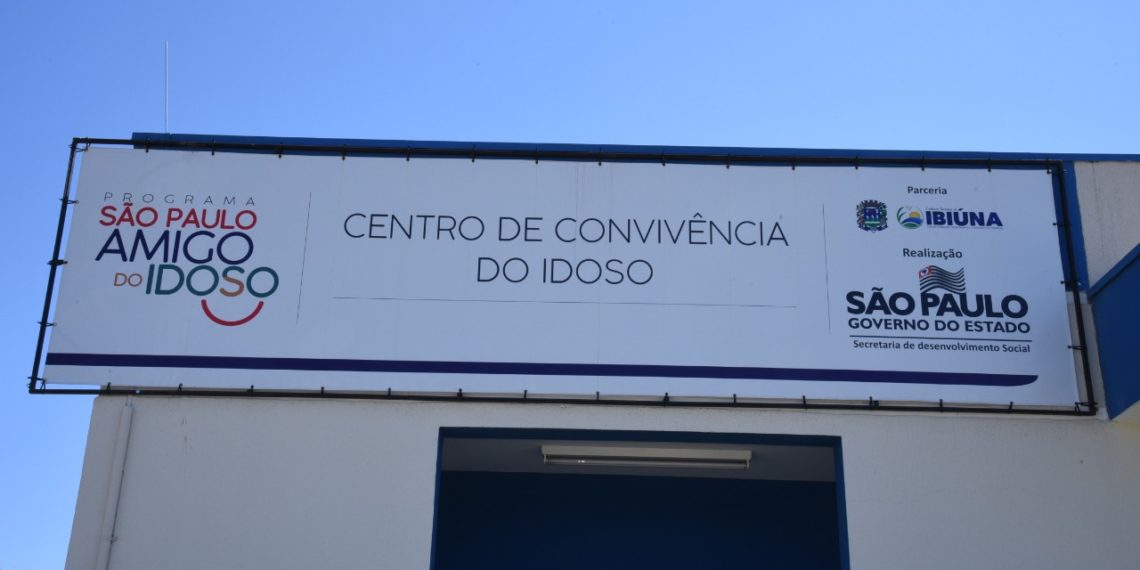 PROGRAMA
SÃO PAULO
AMIGO
DO IDOSO
CENTRO DE CONVIVÊNCIA
DO IDOSO
Parceria
IBIÚNA
Realização
SÃO PAULO
GOVERNO DO ESTADO
Secretaria de desenvolvimento Social